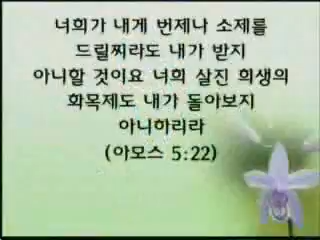 너희가 내게 번제나 소제를
드릴찌라도 내가 받지
아니할 것이요 너희 살진 희생의
화목제도 내가 돌아보지
아니하리라
(아모스 5:22)